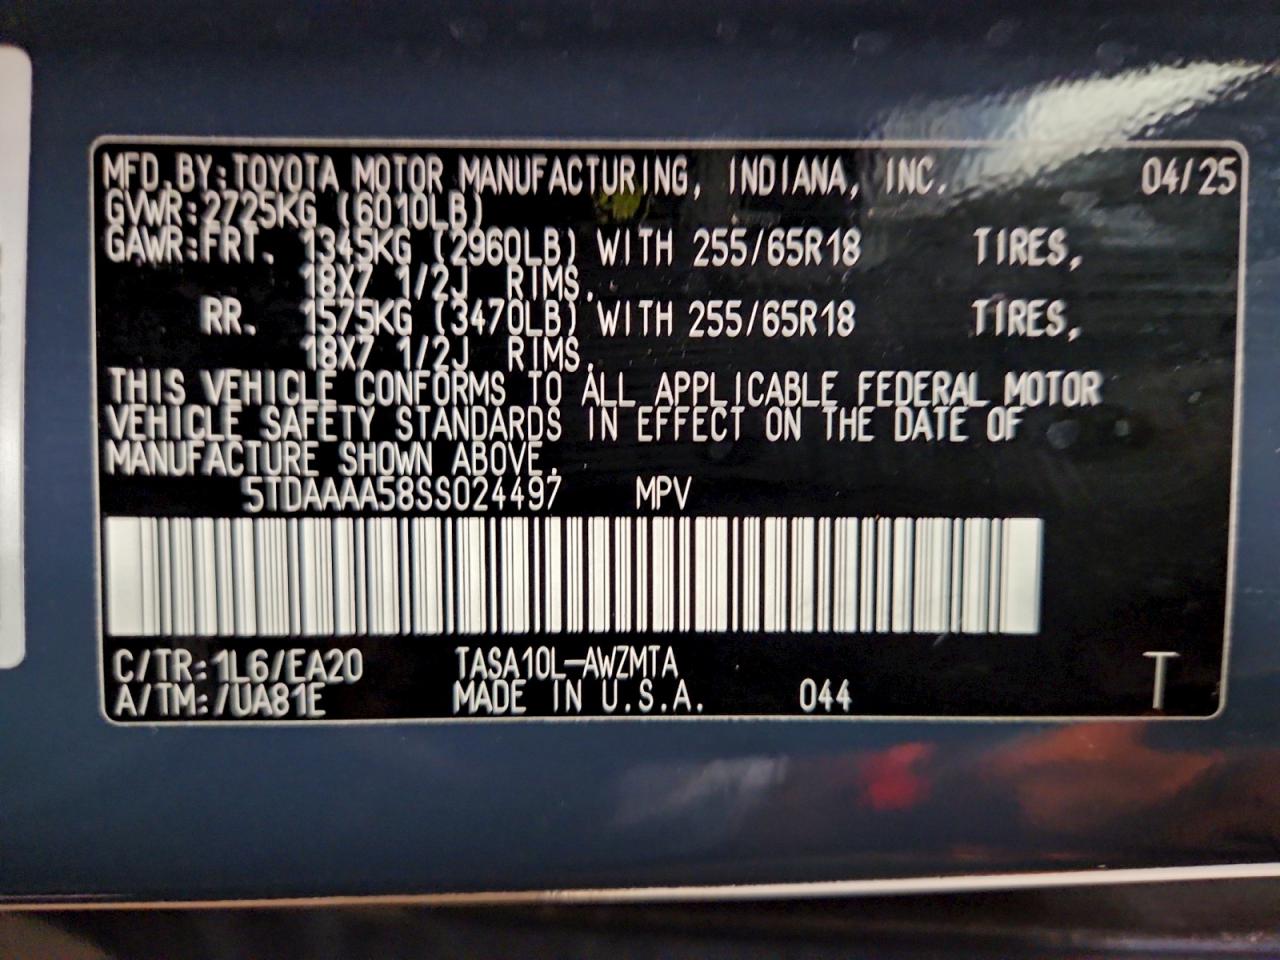 MFD.BY:TOYOTA MOTOR MANUFACTURING, INDIANA, INC. 04/25
GVWR:2725KG (6010LB)
GAWR:FRT. 1345KG (2960LB) WITH 255/65R18 TIRES,
18X7 1/2J RIMS.
RR. 1575KG (3470LB) WITH 255/65R18 TIRES,
18X7 1/2J RIMS.
THIS VEHICLE CONFORMS TO ALL APPLICABLE FEDERAL MOTOR
VEHICLE SAFETY STANDARDS IN EFFECT ON THE DATE OF
MANUFACTURE SHOWN ABOVE.
5TDAAAA58SS024497 MPV
C/TR:1L6/EA20 TASA10L-AWZMTA
A/TM:/UA81E MADE IN U.S.A. 044 T